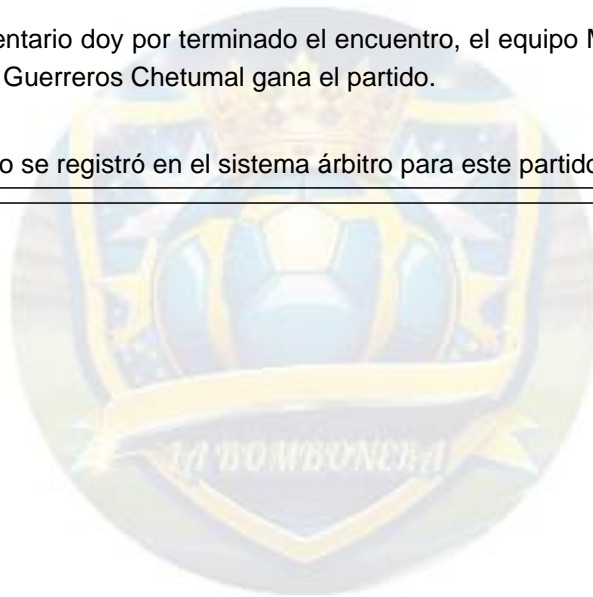 entario doy por terminado el encuentro, el equipo M
Guerreros Chetumal gana el partido.
o se registró en el sistema árbitro para este partido
LA BOMBONERA